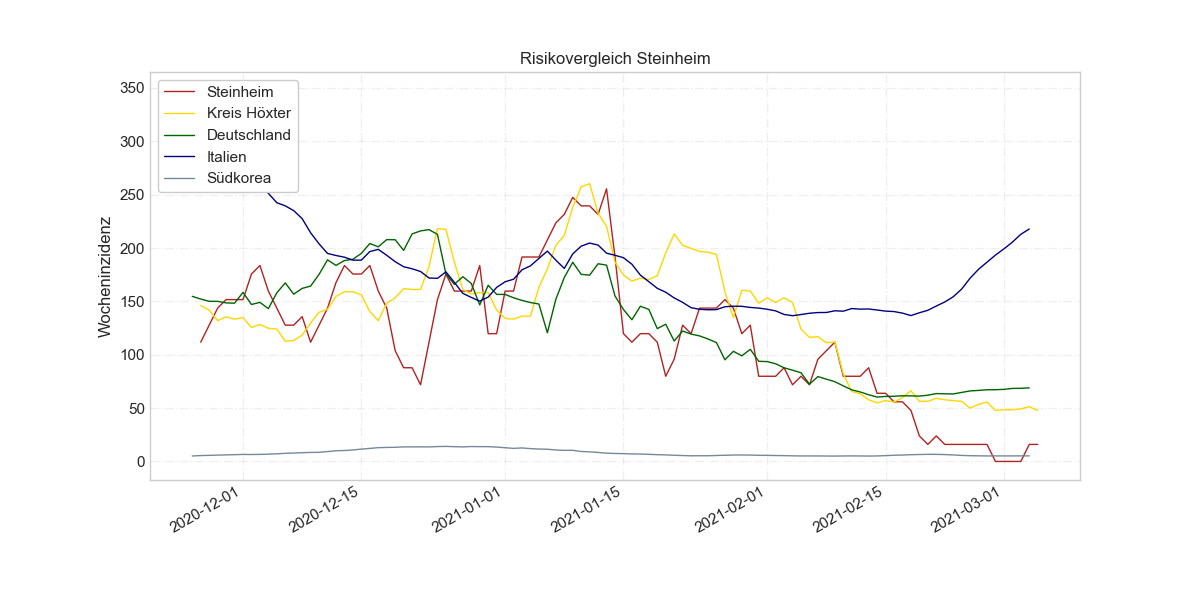 Risikovergleich Steinheim
Steinheim
Kreis Höxter
Deutschland
Italien
Südkorea
Wocheninzidenz
350
300
250
200
150
100
50
0
2020-12-01
2020-12-15
2021-01-01
2021-01-15
2021-02-01
2021-02-15
2021-03-01